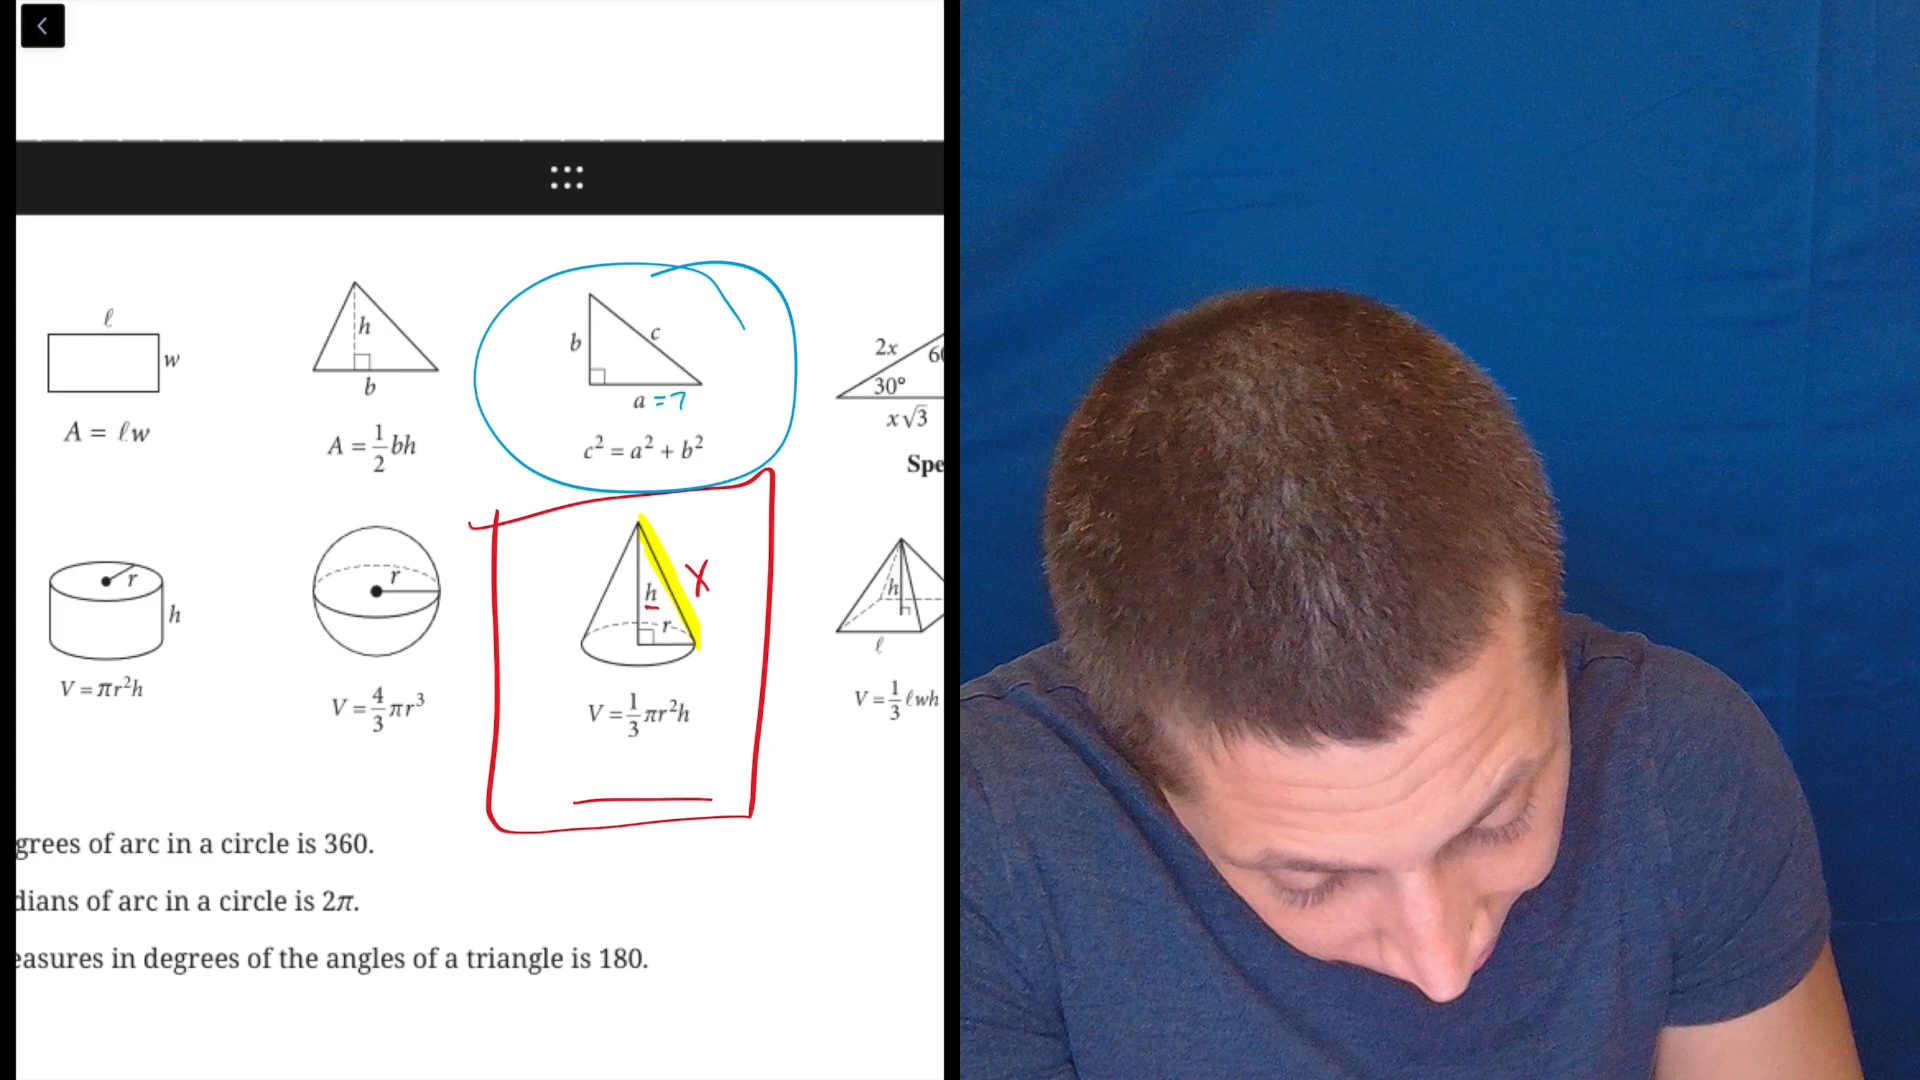 ℓ
w
A = ℓw
h
b
A = 1/2 bh
b
c
a = 7
c² = a² + b²
2x
30°
x√3
Spe
r
h
V = πr²h
r
V = 4/3 πr³
h
r
X
V = 1/3 πr²h
h
ℓ
V = 1/3 ℓwh
grees of arc in a circle is 360.
dians of arc in a circle is 2π.
easures in degrees of the angles of a triangle is 180.